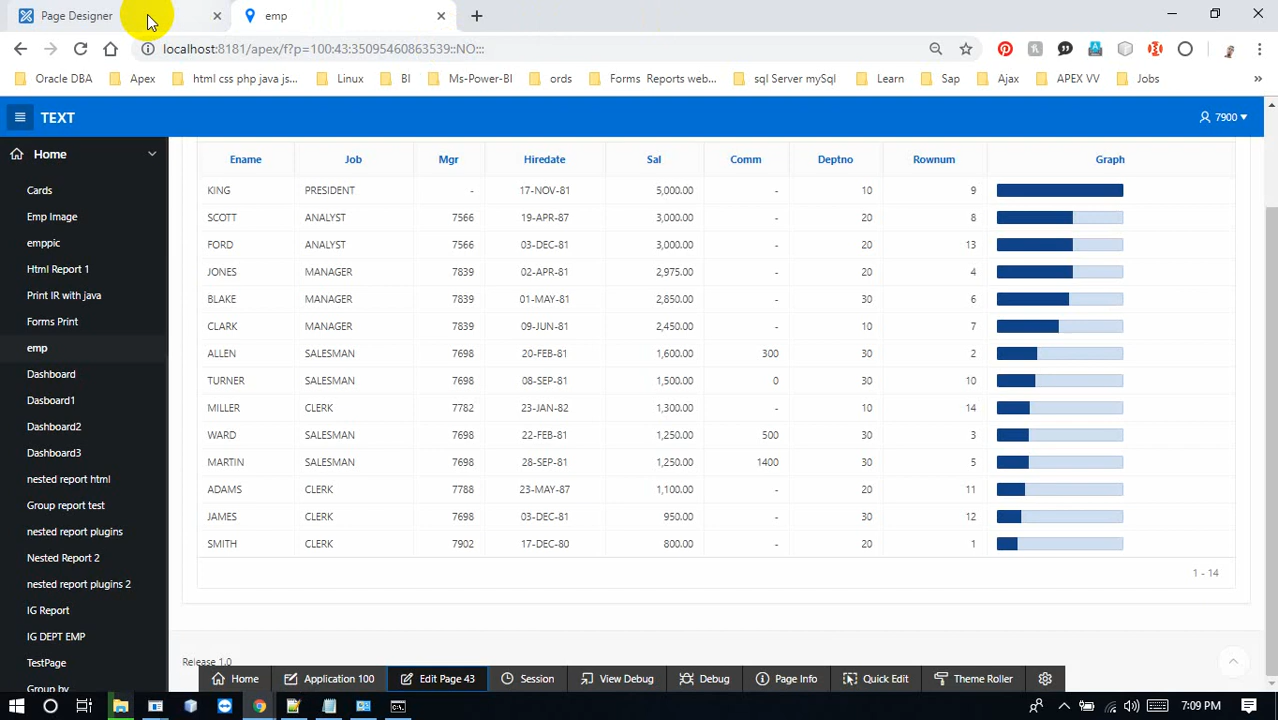 Page Designer
emp
localhost:8181/apex/f?p=100:43:35095460863539::NO:::
Oracle DBA Apex html css php java js... Linux BI Ms-Power-BI ords Forms Reports web... sql Server mySql Learn Sap Ajax APEX VV Jobs »
TEXT 7900
Home
Cards
Emp Image
emppic
Html Report 1
Print IR with java
Forms Print
emp
Dashboard
Dasboard1
Dashboard2
Dashboard3
nested report html
Group report test
nested report plugins
Nested Report 2
nested report plugins 2
IG Report
IG DEPT EMP
TestPage
Group by
Ename Job Mgr Hiredate Sal Comm Deptno Rownum Graph
KING PRESIDENT - 17-NOV-81 5,000.00 - 10 9
SCOTT ANALYST 7566 19-APR-87 3,000.00 - 20 8
FORD ANALYST 7566 03-DEC-81 3,000.00 - 20 13
JONES MANAGER 7839 02-APR-81 2,975.00 - 20 4
BLAKE MANAGER 7839 01-MAY-81 2,850.00 - 30 6
CLARK MANAGER 7839 09-JUN-81 2,450.00 - 10 7
ALLEN SALESMAN 7698 20-FEB-81 1,600.00 300 30 2
TURNER SALESMAN 7698 08-SEP-81 1,500.00 0 30 10
MILLER CLERK 7782 23-JAN-82 1,300.00 - 10 14
WARD SALESMAN 7698 22-FEB-81 1,250.00 500 30 3
MARTIN SALESMAN 7698 28-SEP-81 1,250.00 1400 30 5
ADAMS CLERK 7788 23-MAY-87 1,100.00 - 20 11
JAMES CLERK 7698 03-DEC-81 950.00 - 30 12
SMITH CLERK 7902 17-DEC-80 800.00 - 20 1
1 - 14
Release 1.0
Home Application 100 Edit Page 43 Session View Debug Debug Page Info Quick Edit Theme Roller
7:09 PM